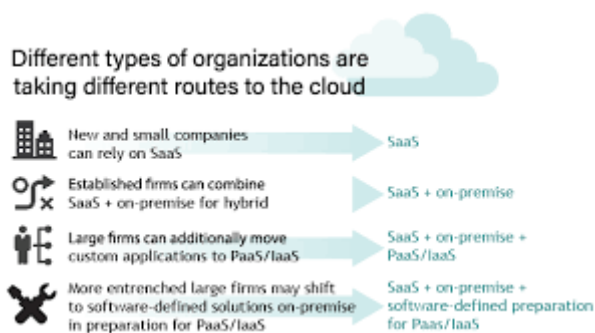 Different types of organizations are
taking different routes to the cloud
New and small companies
can rely on SaaS
SaaS
Established firms can combine
SaaS + on-premise for hybrid
SaaS + on-premise
Large firms can additionally move
custom applications to PaaS/IaaS
SaaS + on-premise +
PaaS/IaaS
More entrenched large firms may shift
to software-defined solutions on-premise
in preparation for PaaS/IaaS
SaaS + on-premise +
software-defined preparation
for Paas/IaaS